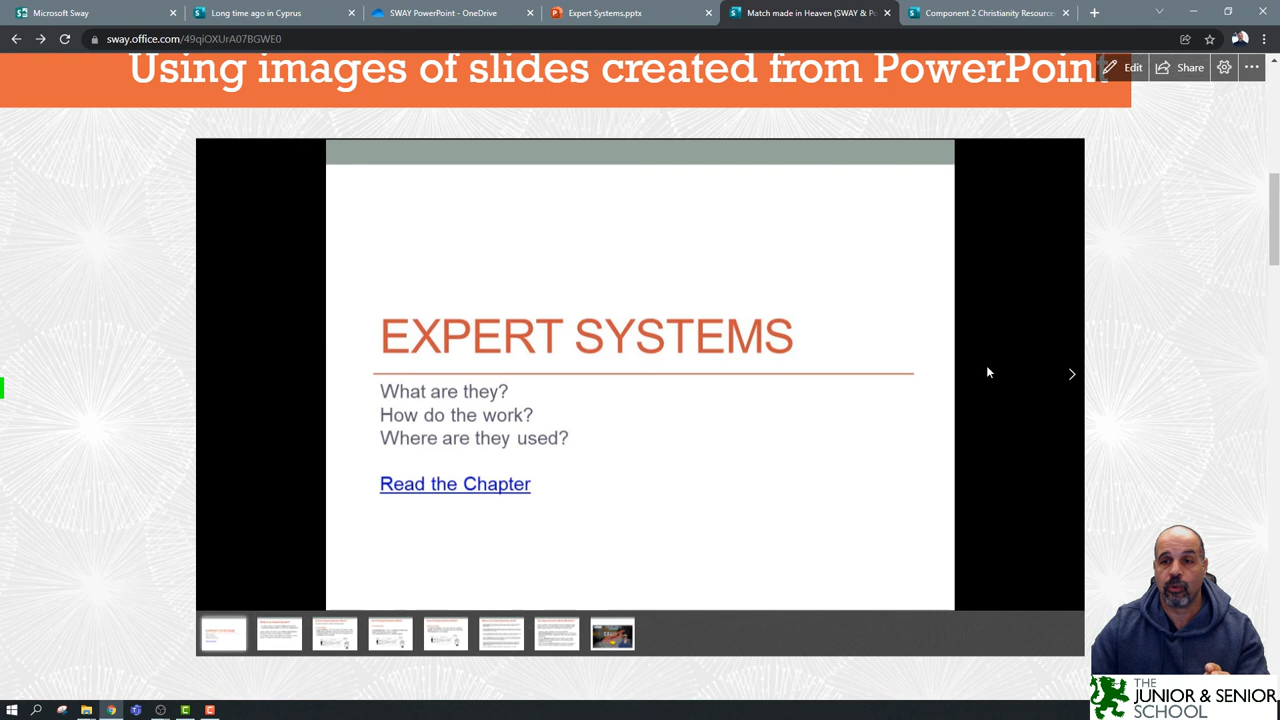 Microsoft Sway
Long time ago in Cyprus
SWAY PowerPoint - OneDrive
Expert Systems.pptx
Match made in Heaven (SWAY & Po
Component 2 Christianity Resource
sway.office.com/49qiOXUrA07BGWE0
Using images of slides created from PowerPoint
Edit
Share
EXPERT SYSTEMS
What are they?
How do the work?
Where are they used?
Read the Chapter
THE
JUNIOR & SENIOR
SCHOOL